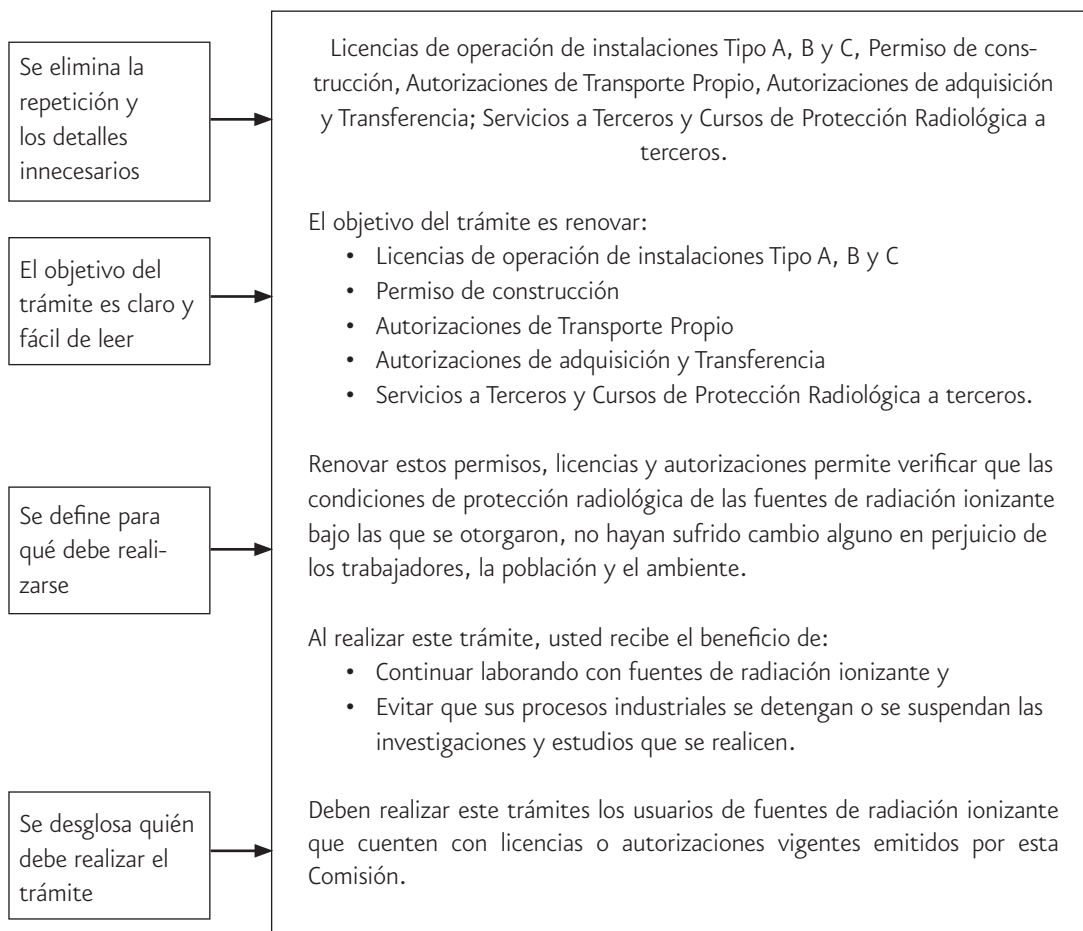 Se elimina la
repetición y
los detalles
innecesarios
Licencias de operación de instalaciones Tipo A, B y C, Permiso de cons-
trucción, Autorizaciones de Transporte Propio, Autorizaciones de adquisición
y Transferencia; Servicios a Terceros y Cursos de Protección Radiológica a
terceros.
El objetivo del
trámite es claro y
fácil de leer
El objetivo del trámite es renovar:
• Licencias de operación de instalaciones Tipo A, B y C
• Permiso de construcción
• Autorizaciones de Transporte Propio
• Autorizaciones de adquisición y Transferencia
• Servicios a Terceros y Cursos de Protección Radiológica a terceros.
Se define para
qué debe reali-
zarse
Renovar estos permisos, licencias y autorizaciones permite verificar que las
condiciones de protección radiológica de las fuentes de radiación ionizante
bajo las que se otorgaron, no hayan sufrido cambio alguno en perjuicio de
los trabajadores, la población y el ambiente.
Al realizar este trámite, usted recibe el beneficio de:
• Continuar laborando con fuentes de radiación ionizante y
• Evitar que sus procesos industriales se detengan o se suspendan las
investigaciones y estudios que se realicen.
Se desglosa quién
debe realizar el
trámite
Deben realizar este trámites los usuarios de fuentes de radiación ionizante
que cuenten con licencias o autorizaciones vigentes emitidos por esta
Comisión.